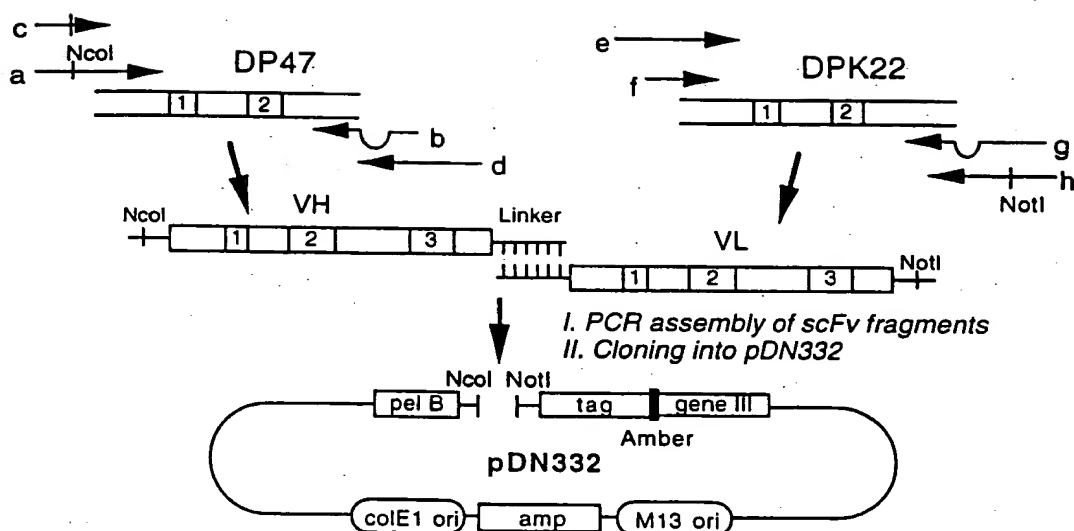 c
NcoI
a
DP47
1 2
b
d
e
f
DPK22
1 2
g
h
NotI
VH
NcoI
1 2 3
Linker
VL
NotI
1 2 3
I. PCR assembly of scFv fragments
II. Cloning into pDN332
NcoI NotI
pel B tag gene III
Amber
pDN332
colE1 ori amp M13 ori